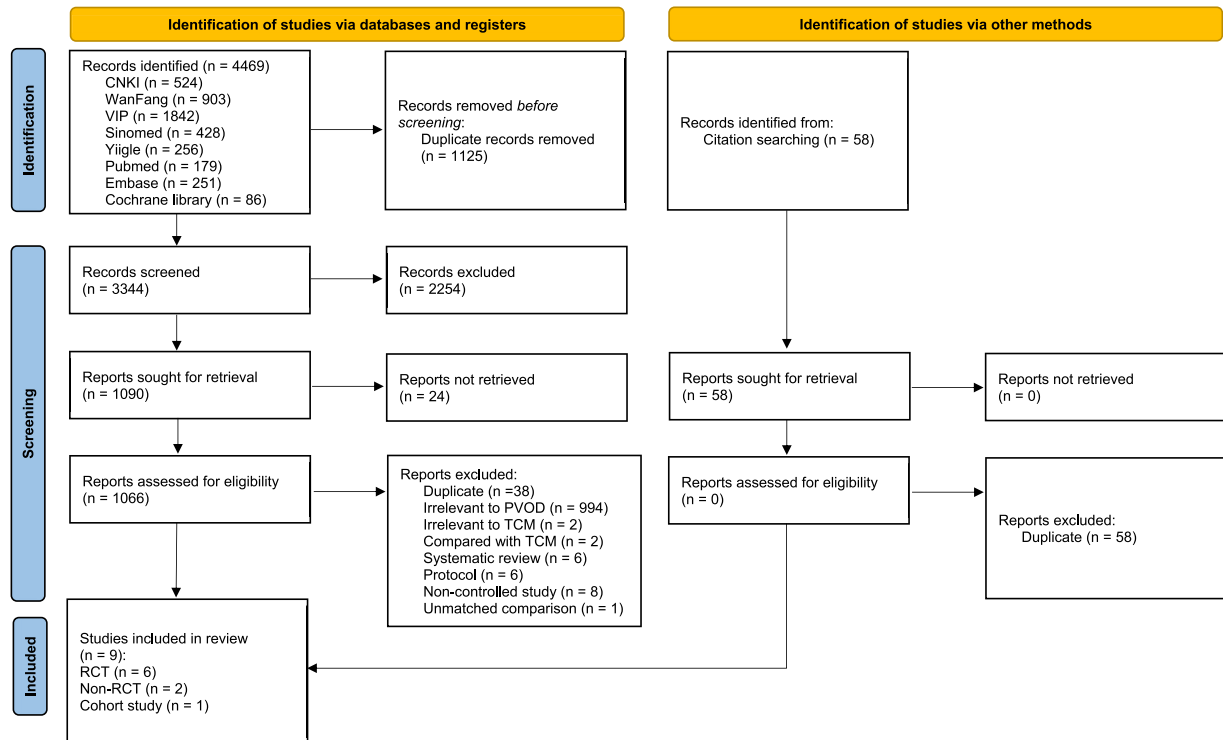 Identification of studies via databases and registers
Identification of studies via other methods
Identification
Records identified (n = 4469)
CNKI (n = 524)
WanFang (n = 903)
VIP (n = 1842)
Sinomed (n = 428)
Yiigle (n = 256)
Pubmed (n = 179)
Embase (n = 251)
Cochrane library (n = 86)
Records removed before
screening:
Duplicate records removed
(n = 1125)
Records identified from:
Citation searching (n = 58)
Screening
Records screened
(n = 3344)
Records excluded
(n = 2254)
Reports sought for retrieval
(n = 1090)
Reports not retrieved
(n = 24)
Reports sought for retrieval
(n = 58)
Reports not retrieved
(n = 0)
Reports assessed for eligibility
(n = 1066)
Reports excluded:
Duplicate (n =38)
Irrelevant to PVOD (n = 994)
Irrelevant to TCM (n = 2)
Compared with TCM (n = 2)
Systematic review (n = 6)
Protocol (n = 6)
Non-controlled study (n = 8)
Unmatched comparison (n = 1)
Reports assessed for eligibility
(n = 0)
Reports excluded:
Duplicate (n = 58)
Included
Studies included in review
(n = 9):
RCT (n = 6)
Non-RCT (n = 2)
Cohort study (n = 1)